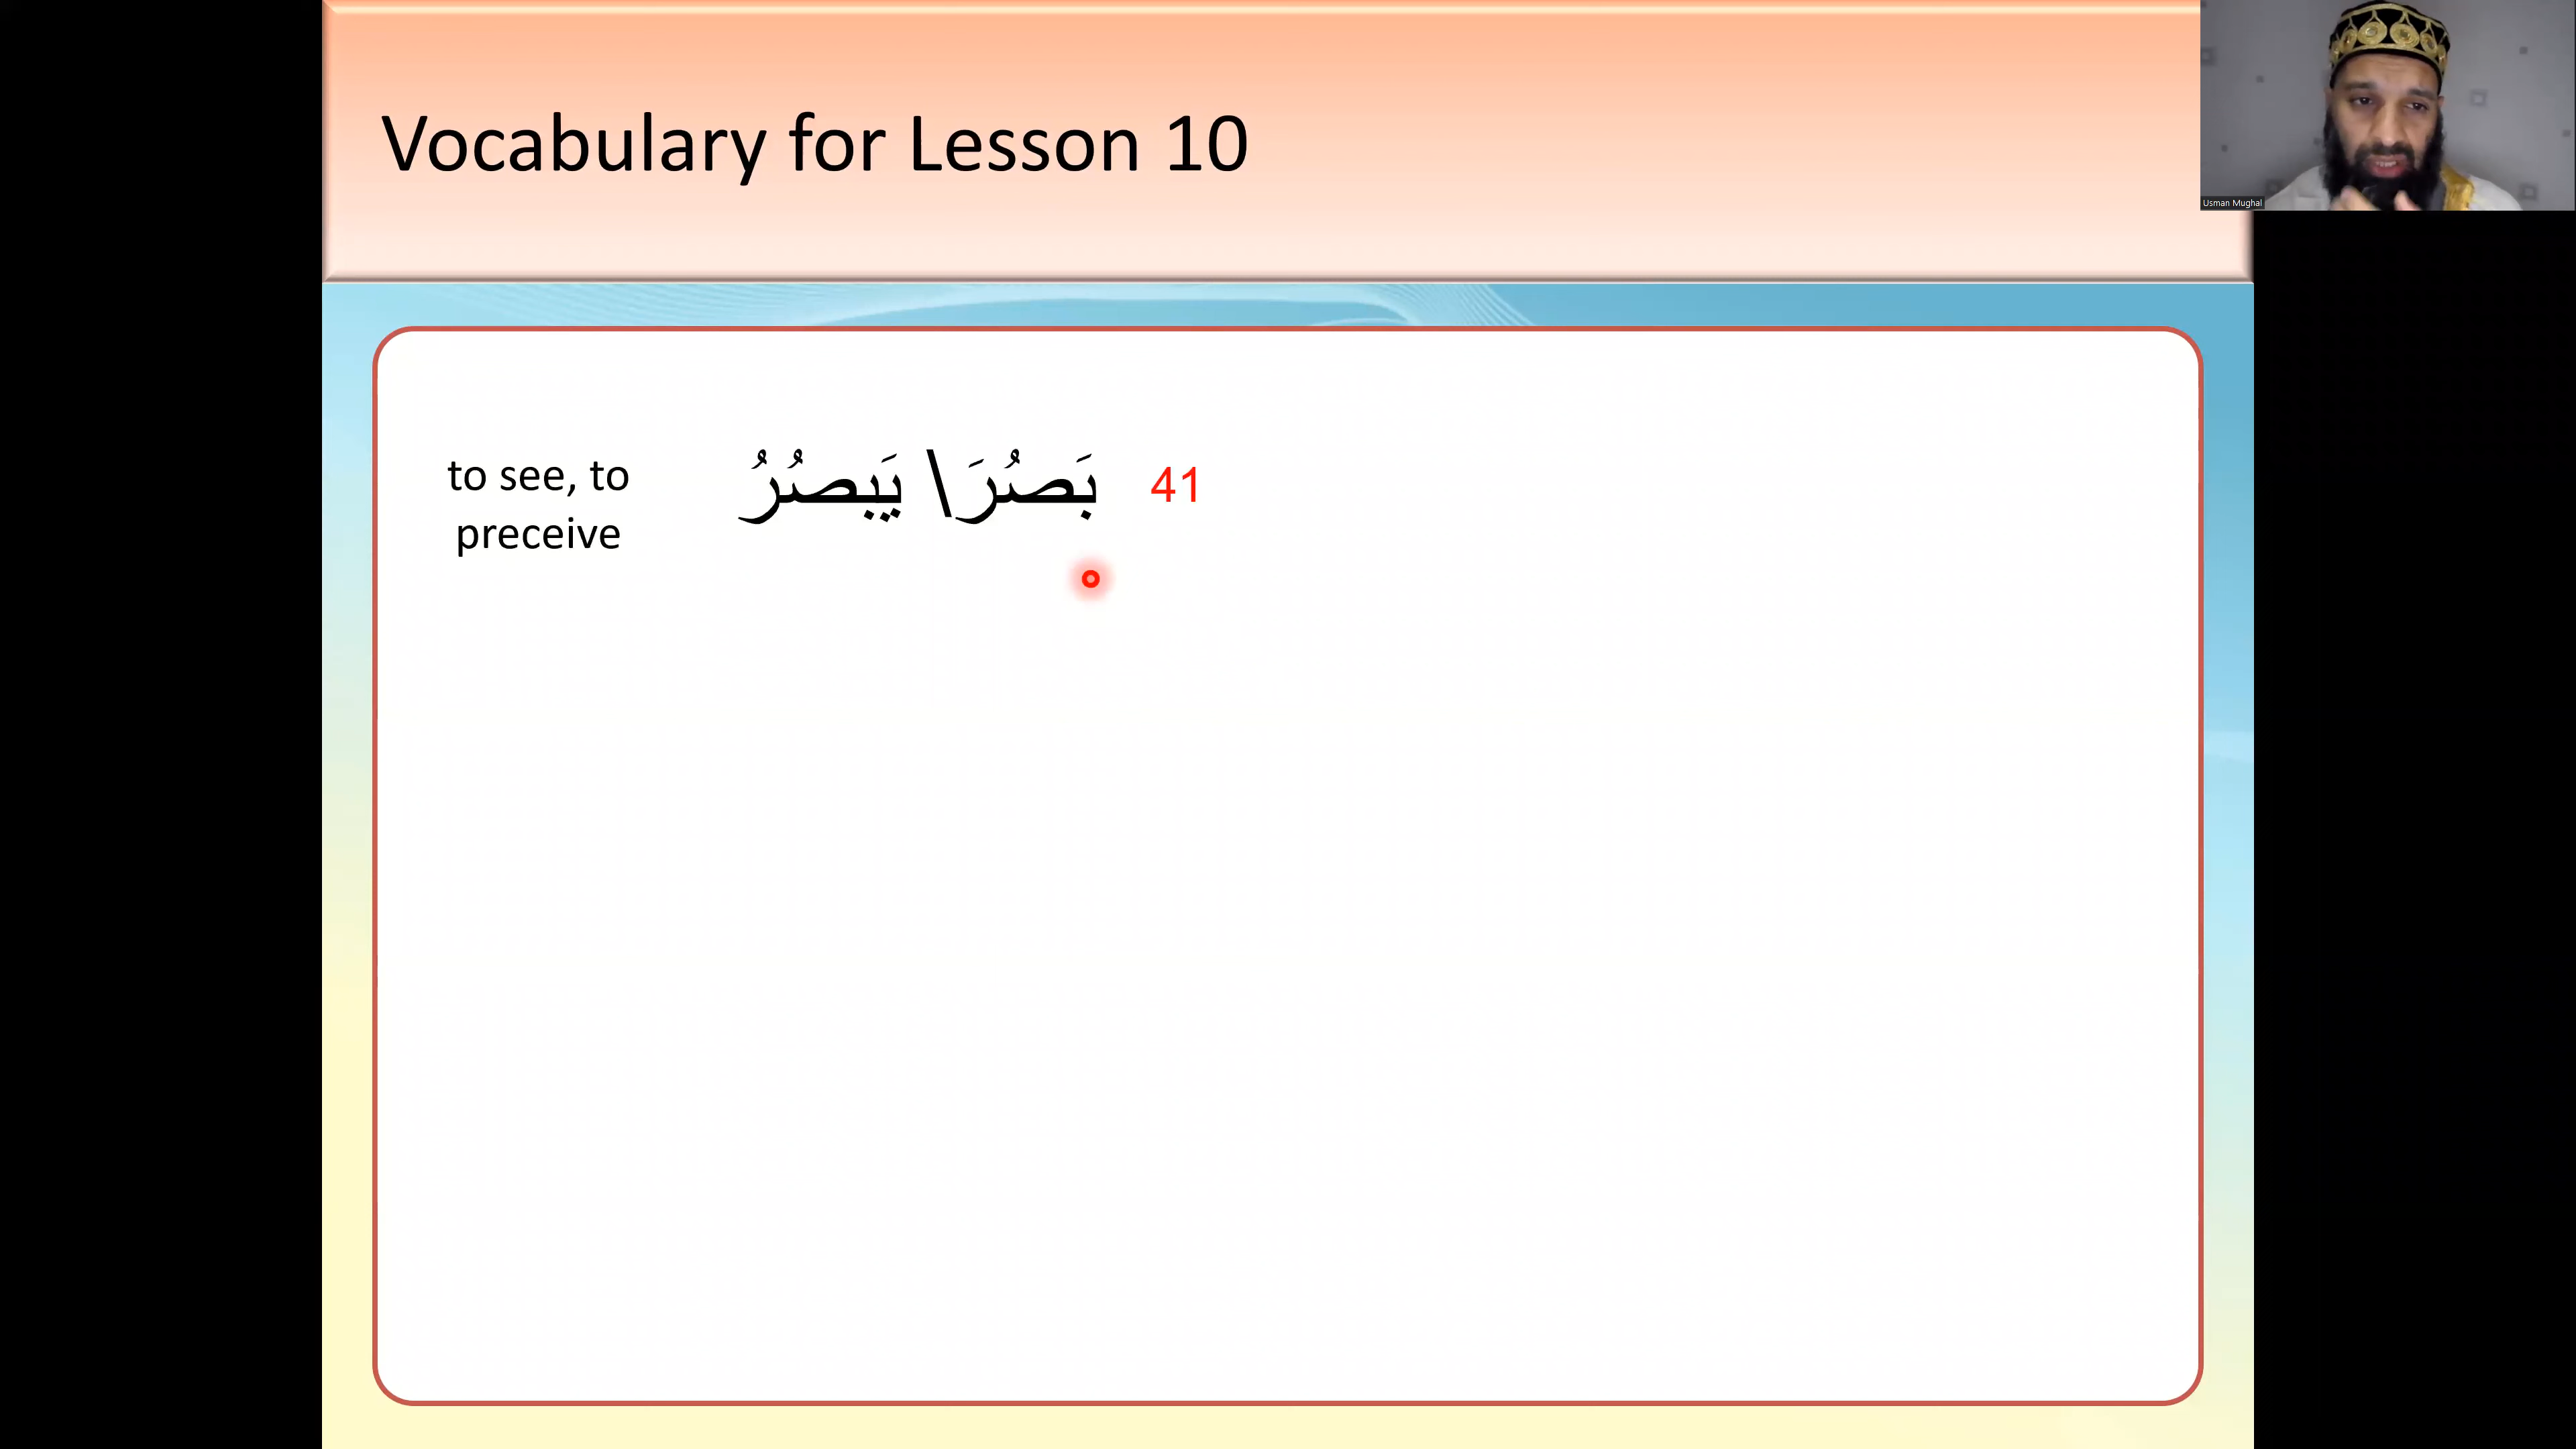 Vocabulary for Lesson 10
Usman Mughal
to see, to
preceive
بَصُرَ \ يَبصُرُ
41